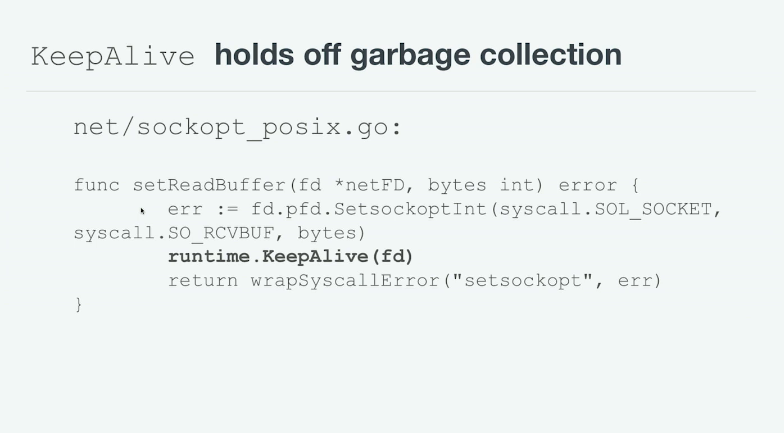 KeepAlive holds off garbage collection
net/sockopt_posix.go:
func setReadBuffer(fd *netFD, bytes int) error {
err := fd.pfd.SetsockoptInt(syscall.SOL_SOCKET,
syscall.SO_RCVBUF, bytes)
runtime.KeepAlive(fd)
return wrapSyscallError("setsockopt", err)
}